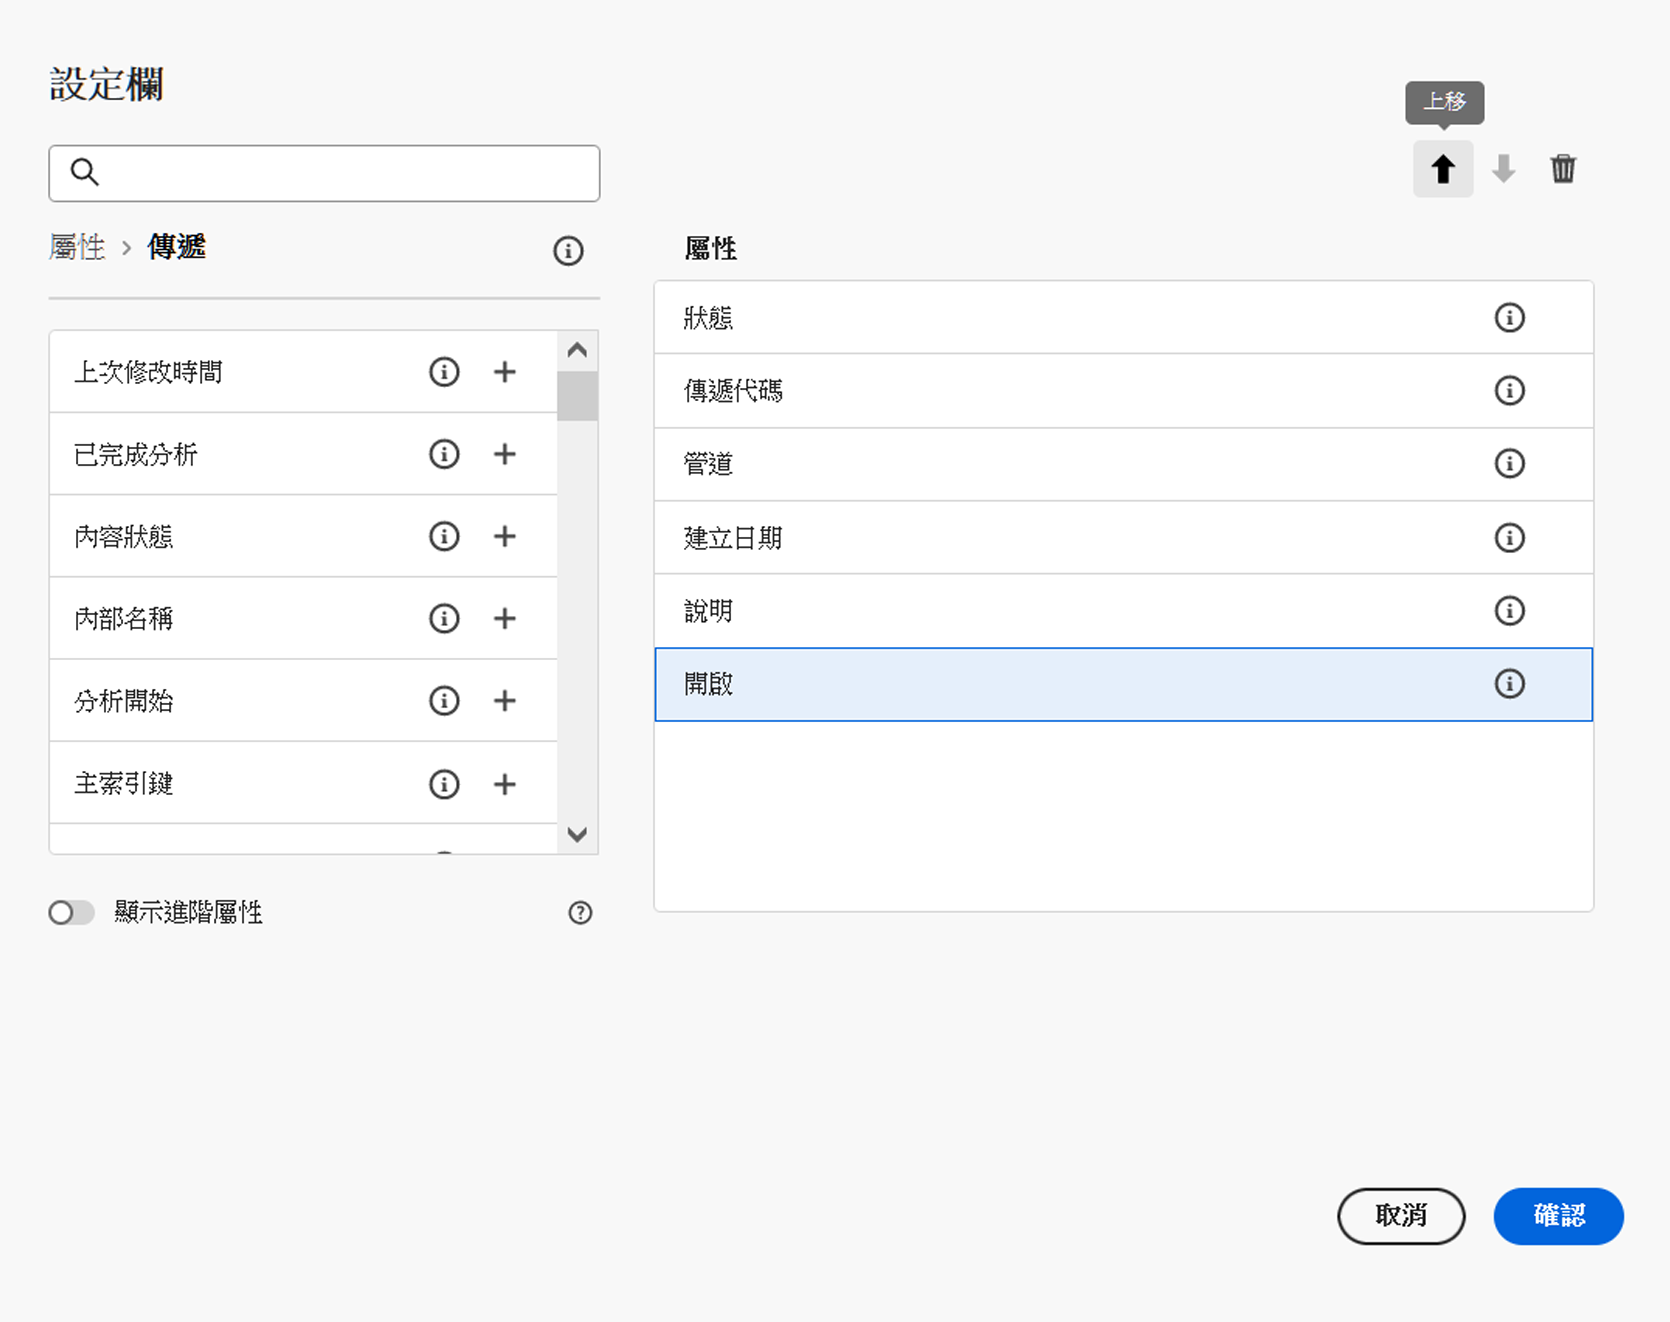 設定欄
上移
屬性 > 傳遞
上次修改時間
已完成分析
內容狀態
內部名稱
分析開始
主索引鍵
顯示進階屬性
屬性
狀態
傳遞代碼
管道
建立日期
說明
開啟
取消
確認